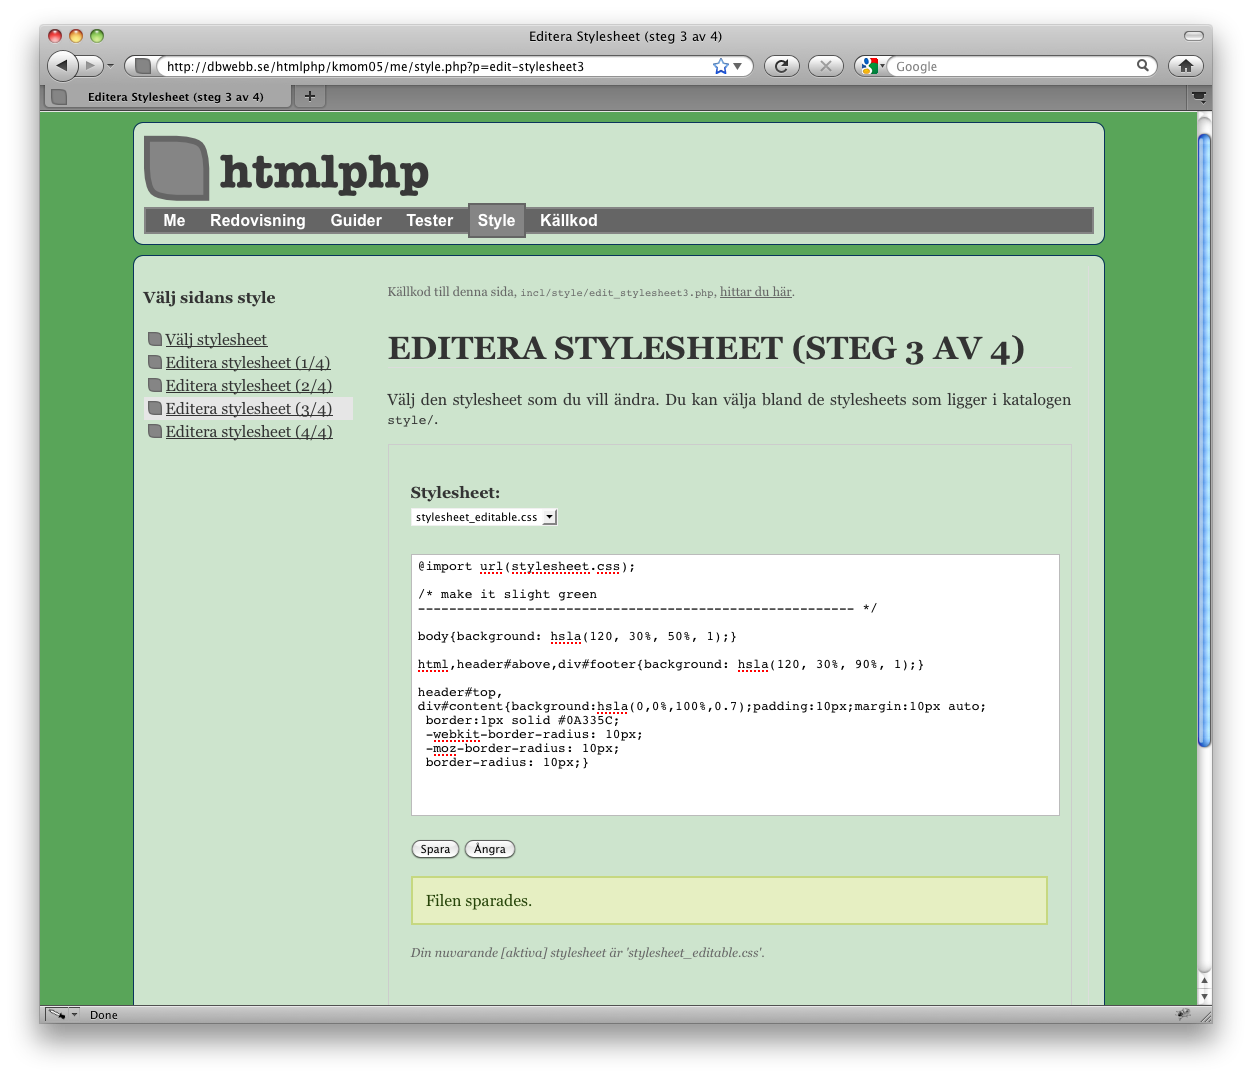 Editera Stylesheet (steg 3 av 4)
http://dbwebb.se/htmlphp/kmom05/me/style.php?p=edit-stylesheet3
Google
Editera Stylesheet (steg 3 av 4)
+
htmlphp
Me Redovisning Guider Tester Style Källkod
Välj sidans style
Välj stylesheet
Editera stylesheet (1/4)
Editera stylesheet (2/4)
Editera stylesheet (3/4)
Editera stylesheet (4/4)
Källkod till denna sida, incl/style/edit_stylesheet3.php, hittar du här.
EDITERA STYLESHEET (STEG 3 AV 4)
Välj den stylesheet som du vill ändra. Du kan välja bland de stylesheets som ligger i katalogen
style/.
Stylesheet:
stylesheet_editable.css
@import url(stylesheet.css);
/* make it slight green
-------------------------------------------------------- */
body{background: hsla(120, 30%, 50%, 1);}
html,header#above,div#footer{background: hsla(120, 30%, 90%, 1);}
header#top,
div#content{background:hsla(0,0%,100%,0.7);padding:10px;margin:10px auto;
border:1px solid #0A335C;
-webkit-border-radius: 10px;
-moz-border-radius: 10px;
border-radius: 10px;}
Spara Ångra
Filen sparades.
Din nuvarande [aktiva] stylesheet är 'stylesheet_editable.css'.
Done